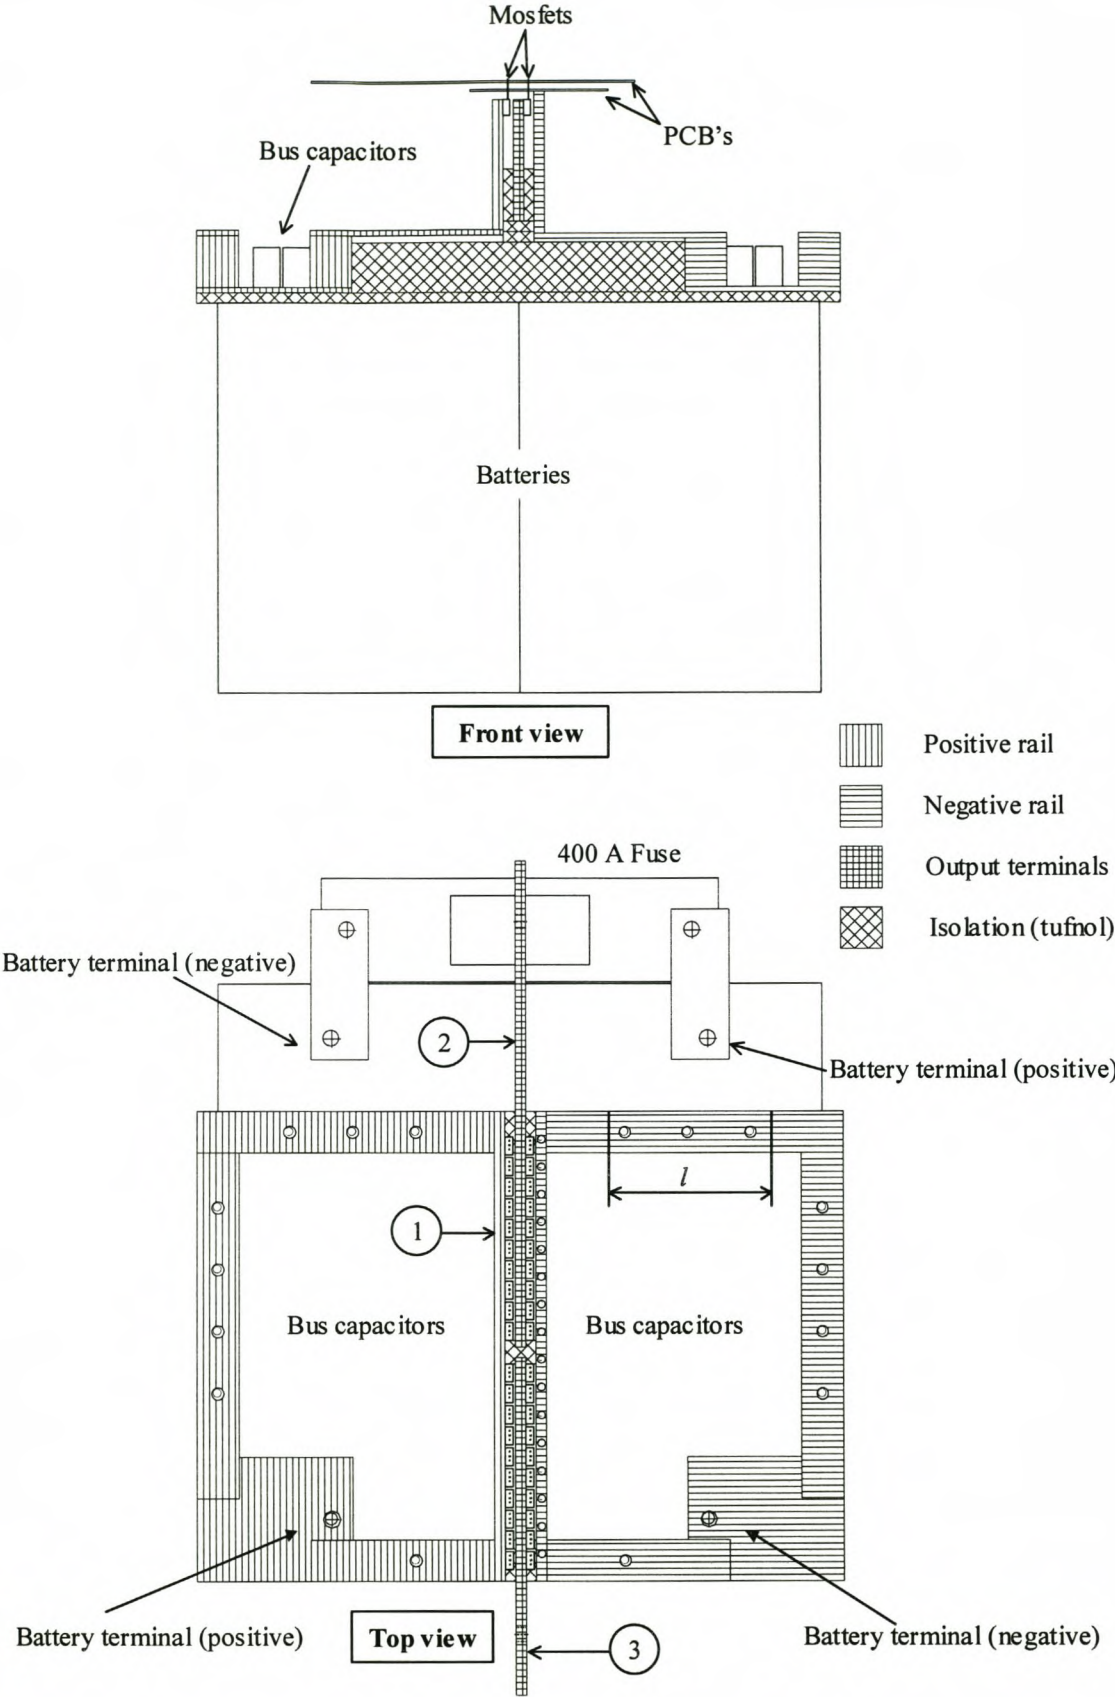 Mosfets
PCB's
Bus capacitors
Batteries
Front view
Positive rail
Negative rail
Output terminals
Isolation (tufnol)
400 A Fuse
Battery terminal (negative)
2
Battery terminal (positive)
l
1
Bus capacitors
Bus capacitors
Battery terminal (positive)
Top view
3
Battery terminal (negative)